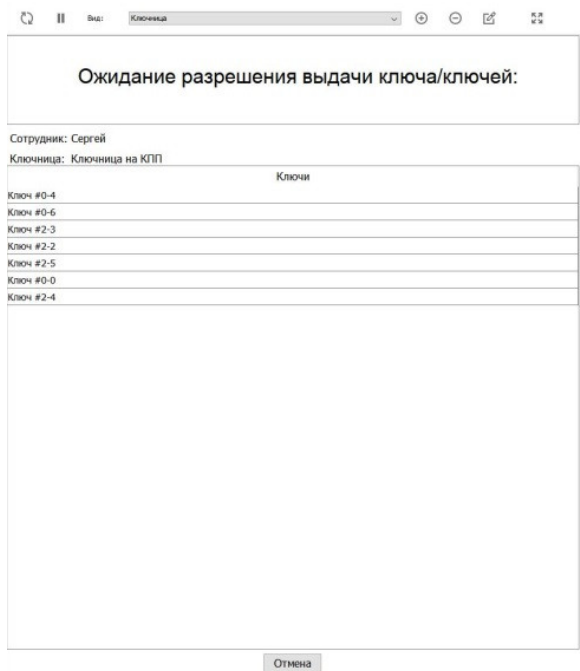 Вид: Ключница
Ожидание разрешения выдачи ключа/ключей:
Сотрудник: Сергей
Ключница: Ключница на КПП
Ключи
Ключ #0-4
Ключ #0-6
Ключ #2-3
Ключ #2-2
Ключ #2-5
Ключ #0-0
Ключ #2-4
Отмена